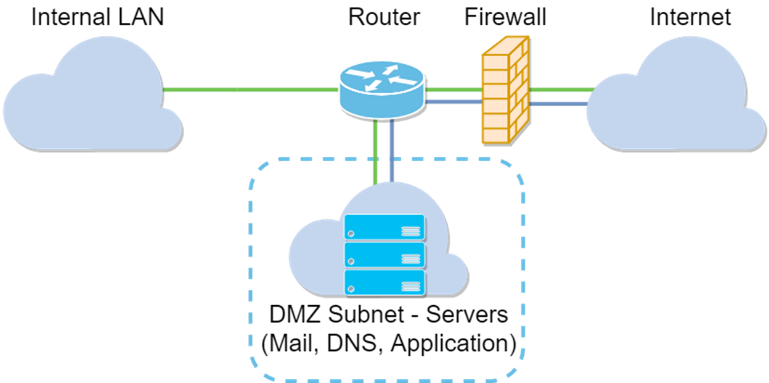 Internal LAN
Router
Firewall
Internet
DMZ Subnet - Servers
(Mail, DNS, Application)